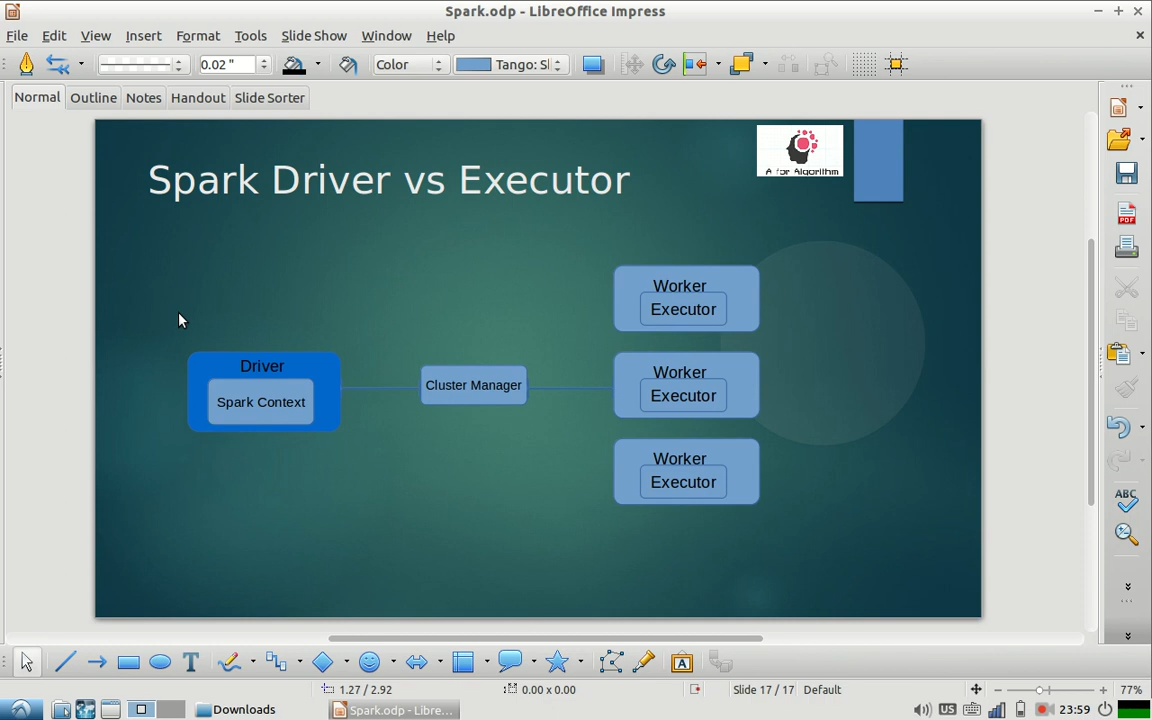 Spark.odp - LibreOffice Impress
File Edit View Insert Format Tools Slide Show Window Help
0.02 " Color Tango: Sl
Normal Outline Notes Handout Slide Sorter
A for Algorithm
Spark Driver vs Executor
Worker
Executor
Driver
Spark Context
Cluster Manager
Worker
Executor
Worker
Executor
PDF
ABC
T
A
1.27 / 2.92 0.00 x 0.00 Slide 17 / 17 Default 77%
Downloads Spark.odp - Libre... US 23:59